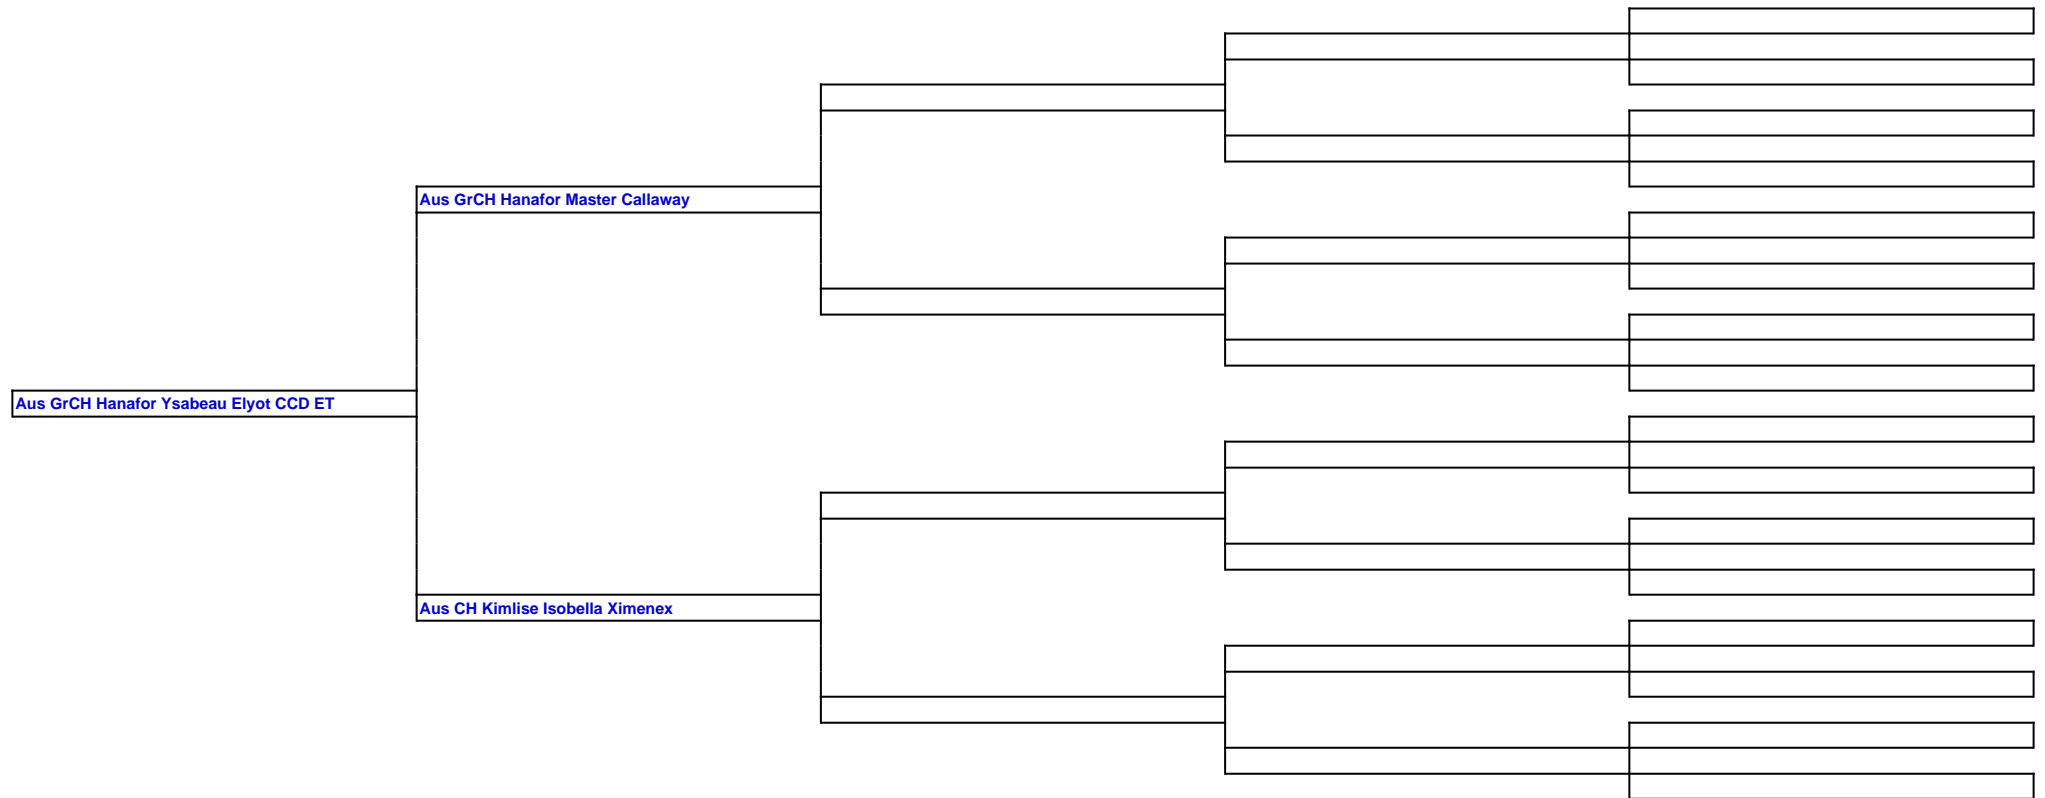 Aus GrCH Hanafor Master Callaway
Aus GrCH Hanafor Ysabeau Elyot CCD ET
Aus CH Kimlise Isobella Ximenex